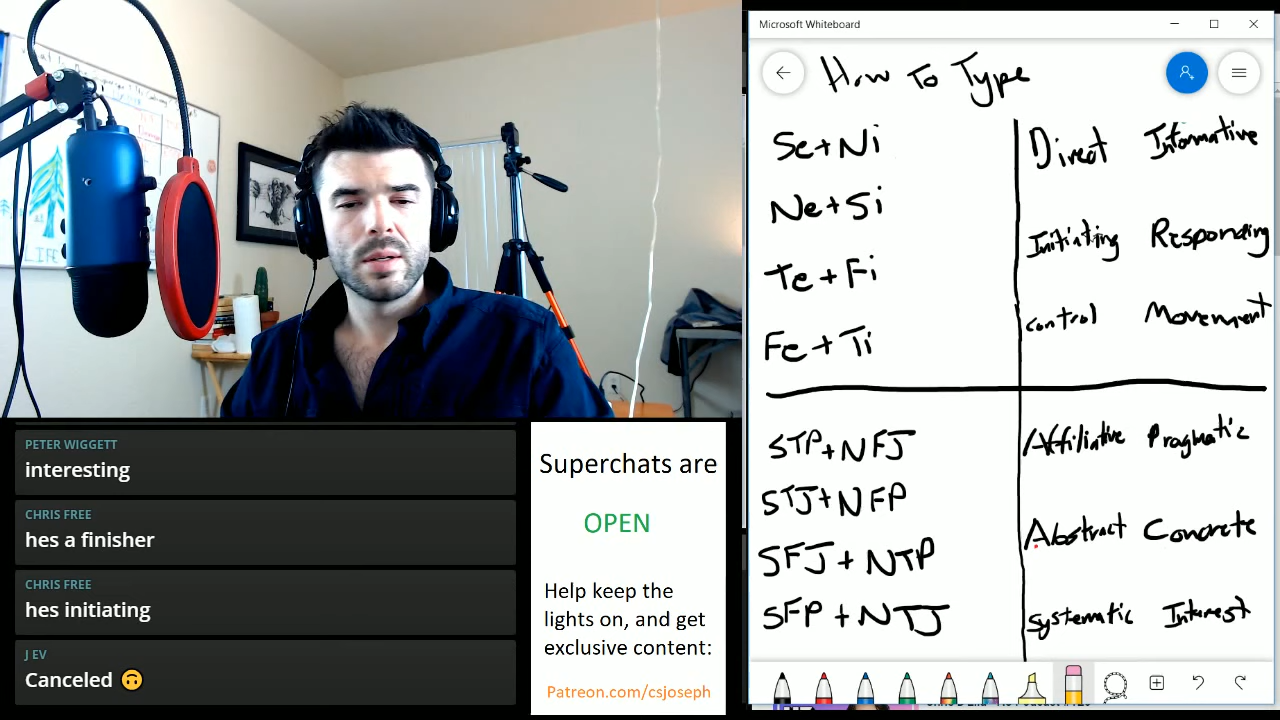 Microsoft Whiteboard
How To Type
Se+Ni
Ne+Si
Te + Fi
Fe + Ti
Direct Informative
Initiating Responding
control Movement
STP+NFJ
STJ+NFP
SFJ + NTP
SFP + NTJ
Affiliative Pragmatic
Abstract Concrete
Systematic Interest
PETER WIGGETT
interesting
CHRIS FREE
hes a finisher
CHRIS FREE
hes initiating
J EV
Canceled 🙃
Superchats are
OPEN
Help keep the
lights on, and get
exclusive content:
Patreon.com/csjoseph